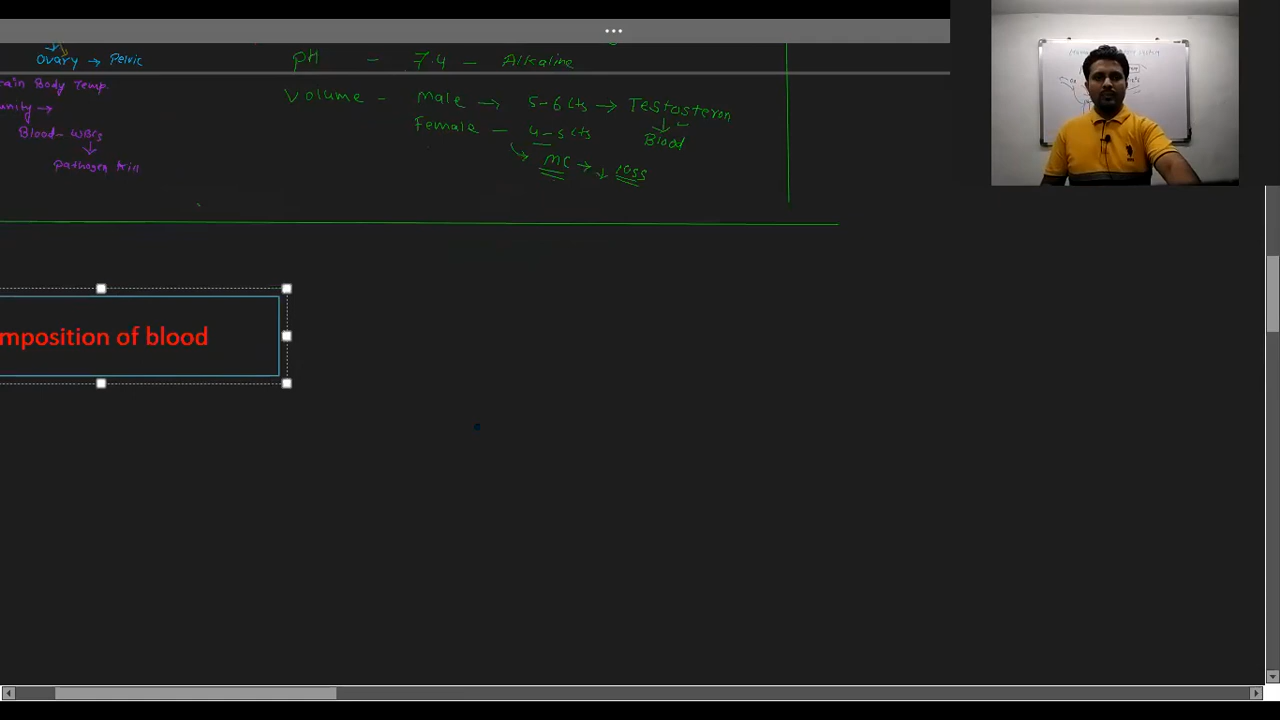 Ovary → Pelvic
ain Body Temp.
unity →
Blood - WBCs
↓
Pathogen kill
pH - 7.4 - Alkaline
Volume - Male → 5-6 Lts → Testosteron
↓
Blood
Female - 4-5 Lts
→ MC → ↓ Loss
mposition of blood